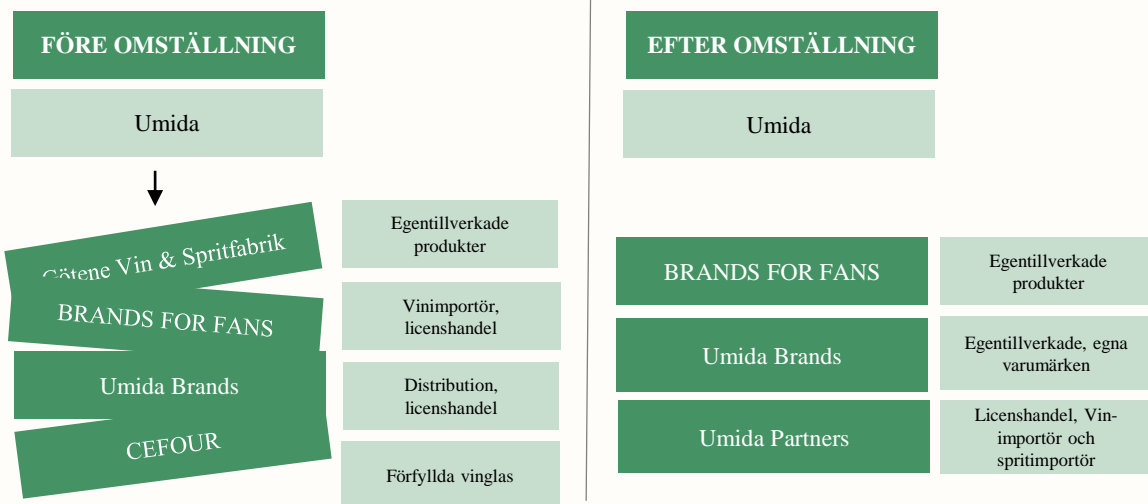 FÖRE OMSTÄLLNING
Umida
Götene Vin & Spritfabrik
Egentillverkade
produkter
BRANDS FOR FANS
Vinimportör,
licenshandel
Umida Brands
Distribution,
licenshandel
CEFOUR
Förfyllda vinglas
EFTER OMSTÄLLNING
Umida
BRANDS FOR FANS
Egentillverkade
produkter
Umida Brands
Egentillverkade, egna
varumärken
Umida Partners
Licenshandel, Vin-
importör och
spritimportör